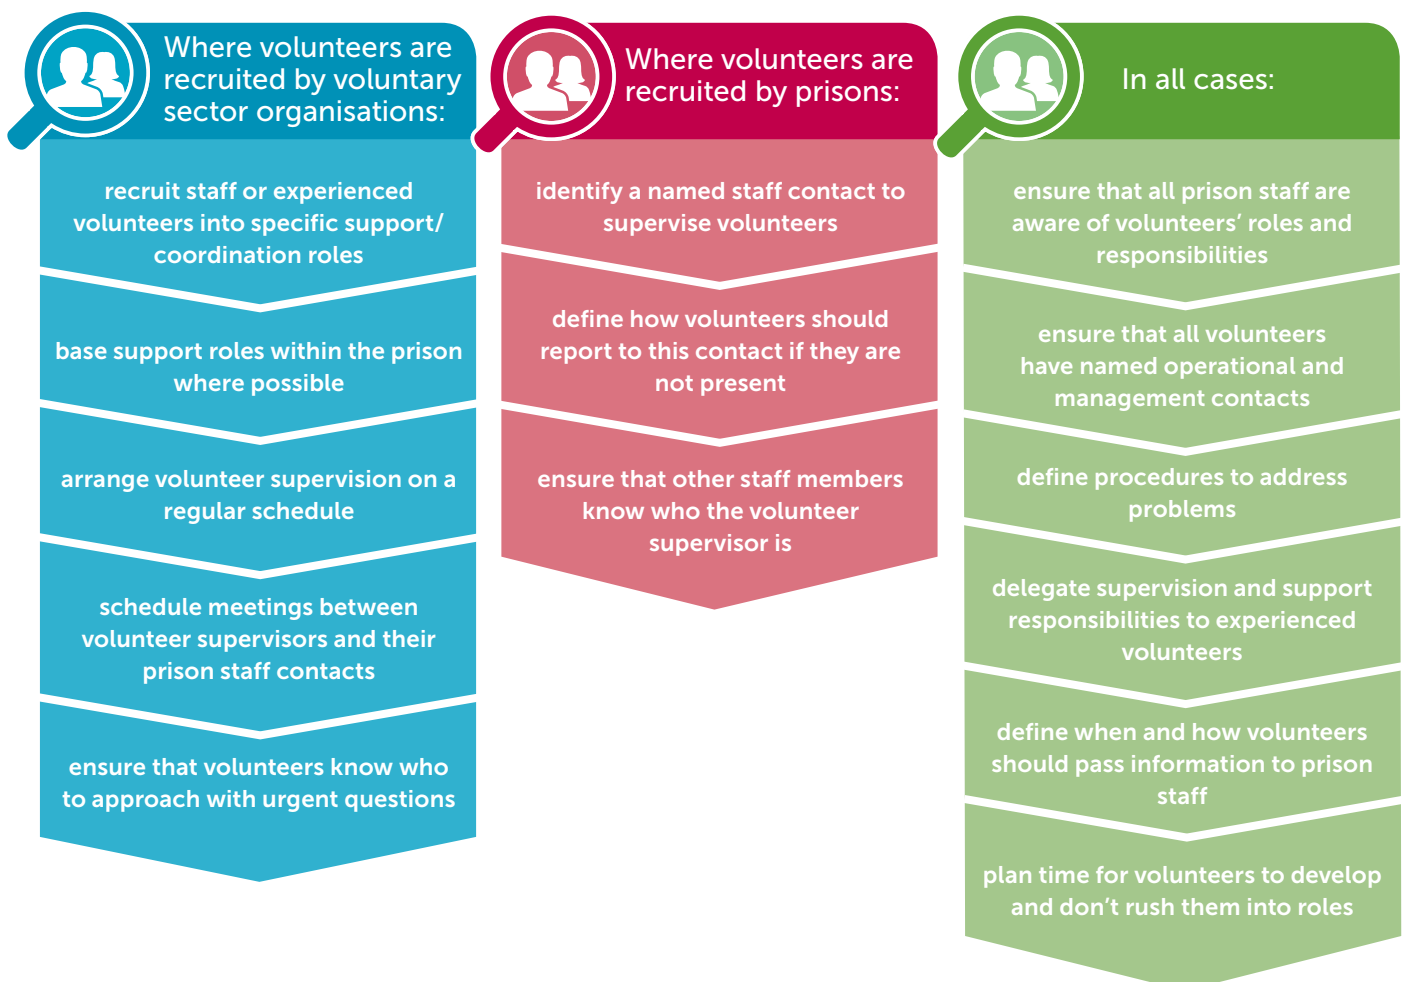 Where volunteers are
recruited by voluntary
sector organisations:
recruit staff or experienced
volunteers into specific support/
coordination roles
base support roles within the prison
where possible
arrange volunteer supervision on a
regular schedule
schedule meetings between
volunteer supervisors and their
prison staff contacts
ensure that volunteers know who
to approach with urgent questions
Where volunteers are
recruited by prisons:
identify a named staff contact to
supervise volunteers
define how volunteers should
report to this contact if they are
not present
ensure that other staff members
know who the volunteer
supervisor is
In all cases:
ensure that all prison staff are
aware of volunteers’ roles and
responsibilities
ensure that all volunteers
have named operational and
management contacts
define procedures to address
problems
delegate supervision and support
responsibilities to experienced
volunteers
define when and how volunteers
should pass information to prison
staff
plan time for volunteers to develop
and don’t rush them into roles